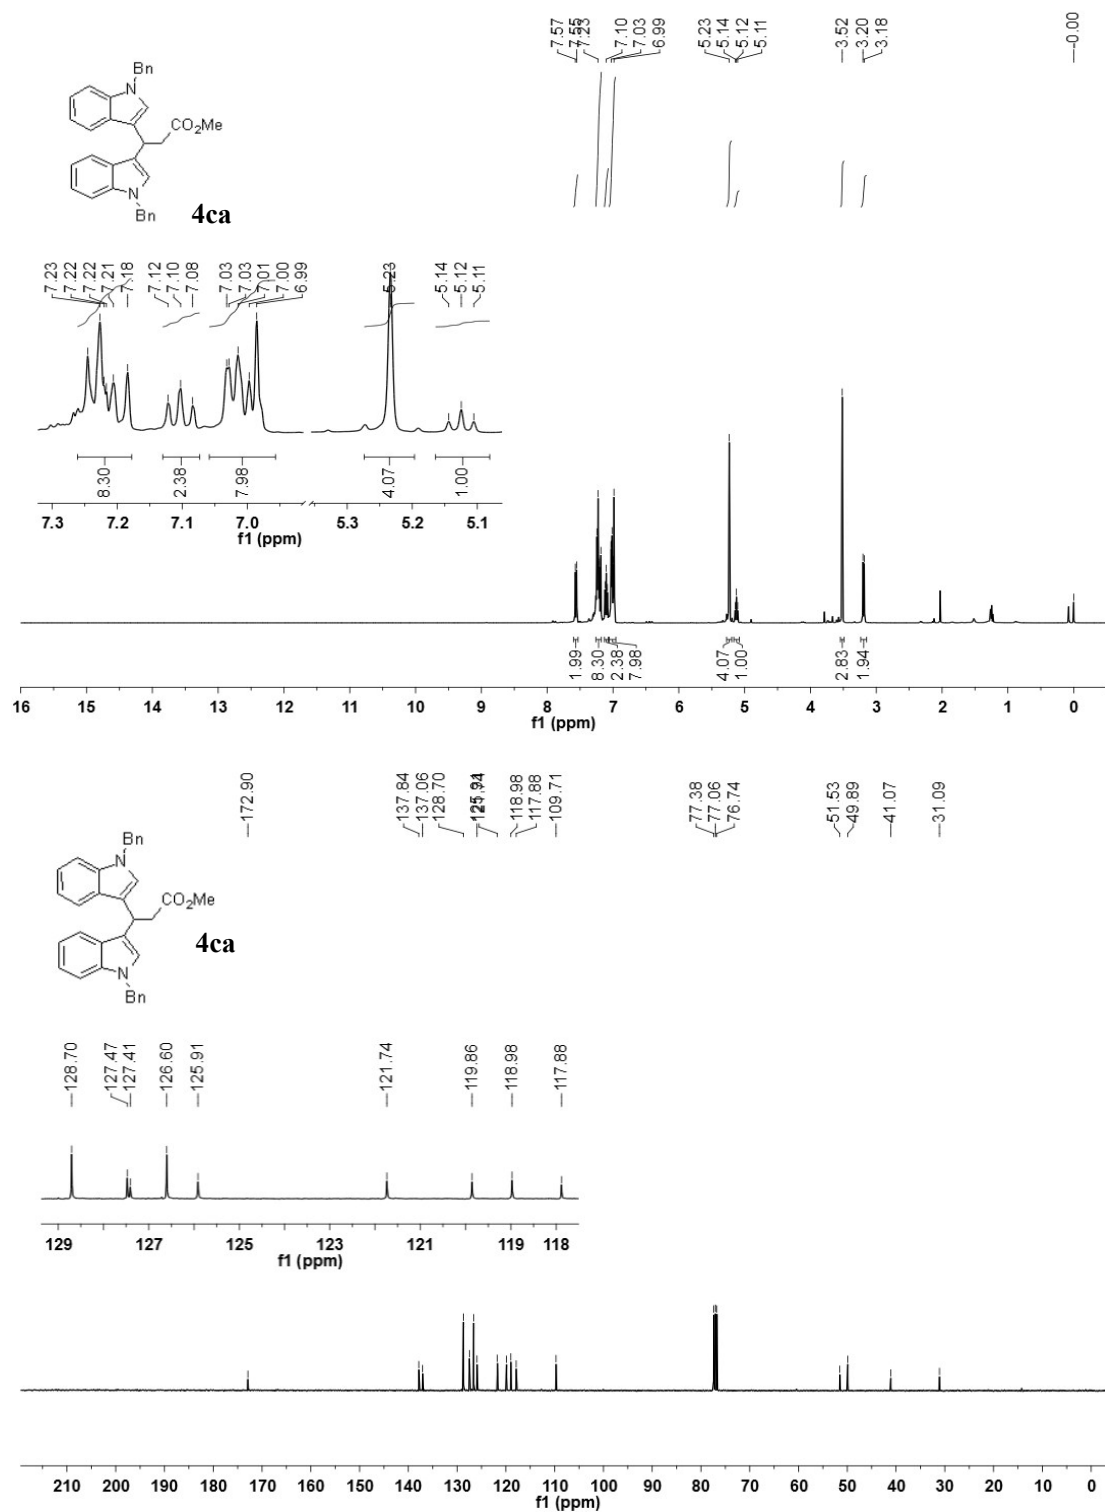 7.57 7.55 7.23 7.10 7.03 6.99 5.23 5.14 5.12 5.11 3.52 3.20 3.18 -0.00
Bn
N
CO2Me
N
Bn
4ca
7.23 7.22 7.22 7.21 7.18 7.12 7.10 7.08 7.03 7.03 7.01 7.00 6.99 5.23 5.14 5.12 5.11
8.30 2.38 7.98 4.07 1.00
7.3 7.2 7.1 7.0 5.3 5.2 5.1
f1 (ppm)
1.99 8.30 2.38 7.98 4.07 1.00 2.83 1.94
16 15 14 13 12 11 10 9 8 7 6 5 4 3 2 1 0
f1 (ppm)
172.90 137.84 137.06 128.70 121.74 118.98 117.88 109.71 77.38 77.06 76.74 51.53 49.89 41.07 31.09
Bn
N
CO2Me
N
Bn
4ca
128.70 127.47 127.41 126.60 125.91 121.74 119.86 118.98 117.88
129 127 125 123 121 119 118
f1 (ppm)
210 200 190 180 170 160 150 140 130 120 110 100 90 80 70 60 50 40 30 20 10 0
f1 (ppm)